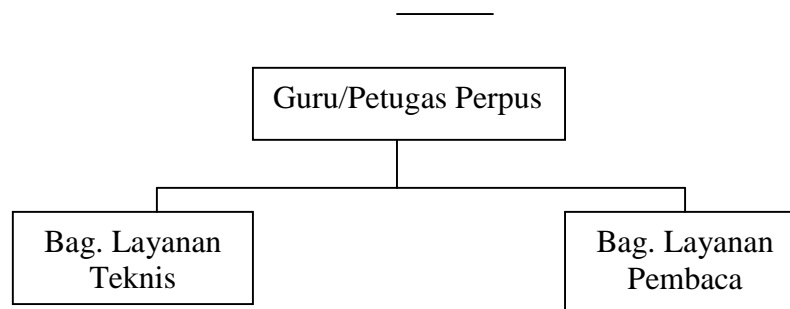 Guru/Petugas Perpus
Bag. Layanan
Teknis
Bag. Layanan
Pembaca